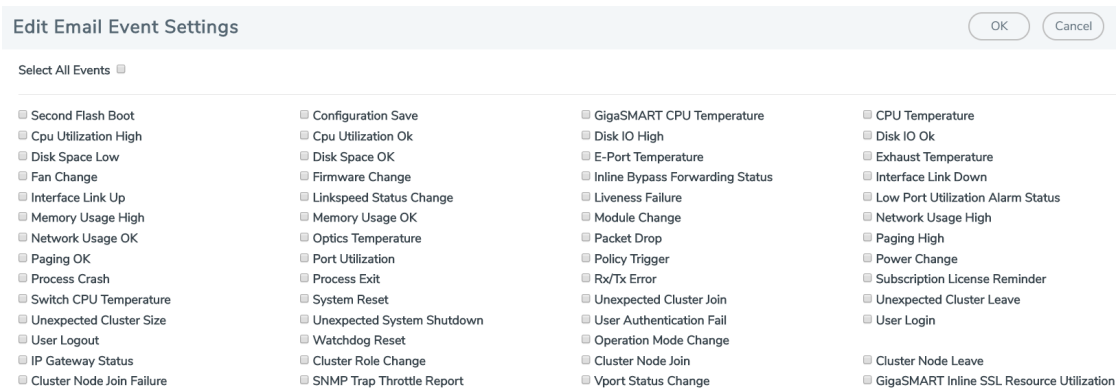 Edit Email Event Settings
OK
Cancel
Select All Events
Second Flash Boot
Configuration Save
GigaSMART CPU Temperature
CPU Temperature
Cpu Utilization High
Cpu Utilization Ok
Disk IO High
Disk IO Ok
Disk Space Low
Disk Space OK
E-Port Temperature
Exhaust Temperature
Fan Change
Firmware Change
Inline Bypass Forwarding Status
Interface Link Down
Interface Link Up
Linkspeed Status Change
Liveness Failure
Low Port Utilization Alarm Status
Memory Usage High
Memory Usage OK
Module Change
Network Usage High
Network Usage OK
Optics Temperature
Packet Drop
Paging High
Paging OK
Port Utilization
Policy Trigger
Power Change
Process Crash
Process Exit
Rx/Tx Error
Subscription License Reminder
Switch CPU Temperature
System Reset
Unexpected Cluster Join
Unexpected Cluster Leave
Unexpected Cluster Size
Unexpected System Shutdown
User Authentication Fail
User Login
User Logout
Watchdog Reset
Operation Mode Change
IP Gateway Status
Cluster Role Change
Cluster Node Join
Cluster Node Leave
Cluster Node Join Failure
SNMP Trap Throttle Report
Vport Status Change
GigaSMART Inline SSL Resource Utilization